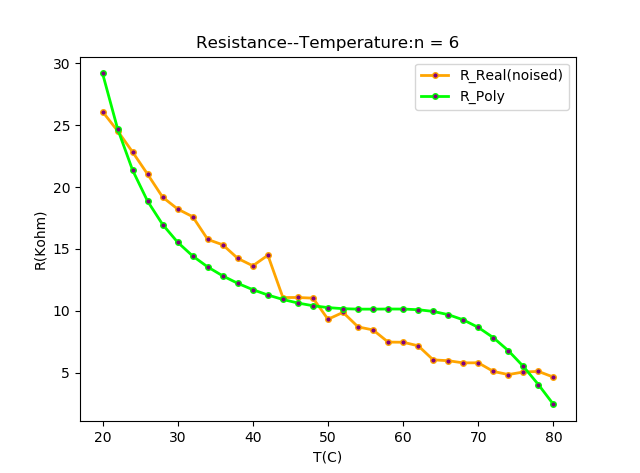 Resistance--Temperature:n = 6
R_Real(noised)
R_Poly
30
25
20
15
10
5
R(Kohm)
20 30 40 50 60 70 80
T(C)